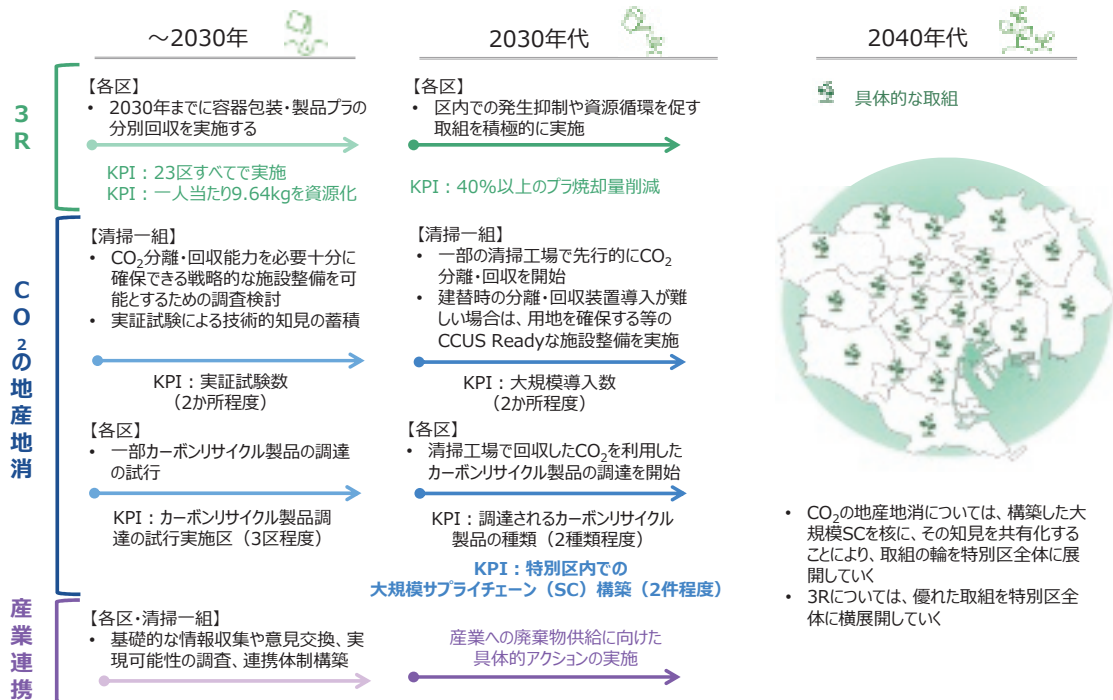 ~2030年
2030年代
2040年代
3R
【各区】
• 2030年までに容器包装・製品プラの
分別回収を実施する
KPI：23区すべてで実施
KPI：一人当たり9.64kgを資源化
【各区】
• 区内での発生抑制や資源循環を促す
取組を積極的に実施
KPI：40%以上のプラ焼却量削減
具体的な取組
CO₂の地産地消
【清掃一組】
• CO₂分離・回収能力を必要十分に
確保できる戦略的な施設整備を可
能とするための調査検討
• 実証試験による技術的知見の蓄積
KPI：実証試験数
（2か所程度）
【清掃一組】
• 一部の清掃工場で先行的にCO₂
分離・回収を開始
• 建替時の分離・回収装置導入が難
しい場合は、用地を確保する等の
CCUS Readyな施設整備を実施
KPI：大規模導入数
（2か所程度）
【各区】
• 一部カーボンリサイクル製品の調達
の試行
KPI：カーボンリサイクル製品調
達の試行実施区（3区程度）
【各区】
• 清掃工場で回収したCO₂を利用した
カーボンリサイクル製品の調達を開始
KPI：調達されるカーボンリサイクル
製品の種類（2種類程度）
KPI：特別区内での
大規模サプライチェーン（SC）構築（2件程度）
• CO₂の地産地消については、構築した大
規模SCを核に、その知見を共有化する
ことにより、取組の輪を特別区全体に展
開していく
• 3Rについては、優れた取組を特別区全
体に横展開していく
産業連携
【各区・清掃一組】
• 基礎的な情報収集や意見交換、実
現可能性の調査、連携体制構築
産業への廃棄物供給に向けた
具体的アクションの実施